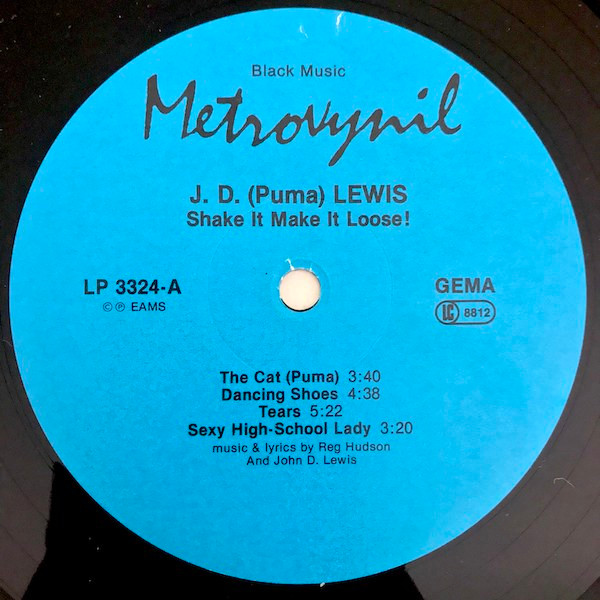 Black Music
Metrovynil
J. D. (Puma) LEWIS
Shake It Make It Loose!
LP 3324-A
© ℗ EAMS
GEMA
LC 8812
The Cat (Puma) 3:40
Dancing Shoes 4:38
Tears 5:22
Sexy High-School Lady 3:20
music & lyrics by Reg Hudson
And John D. Lewis